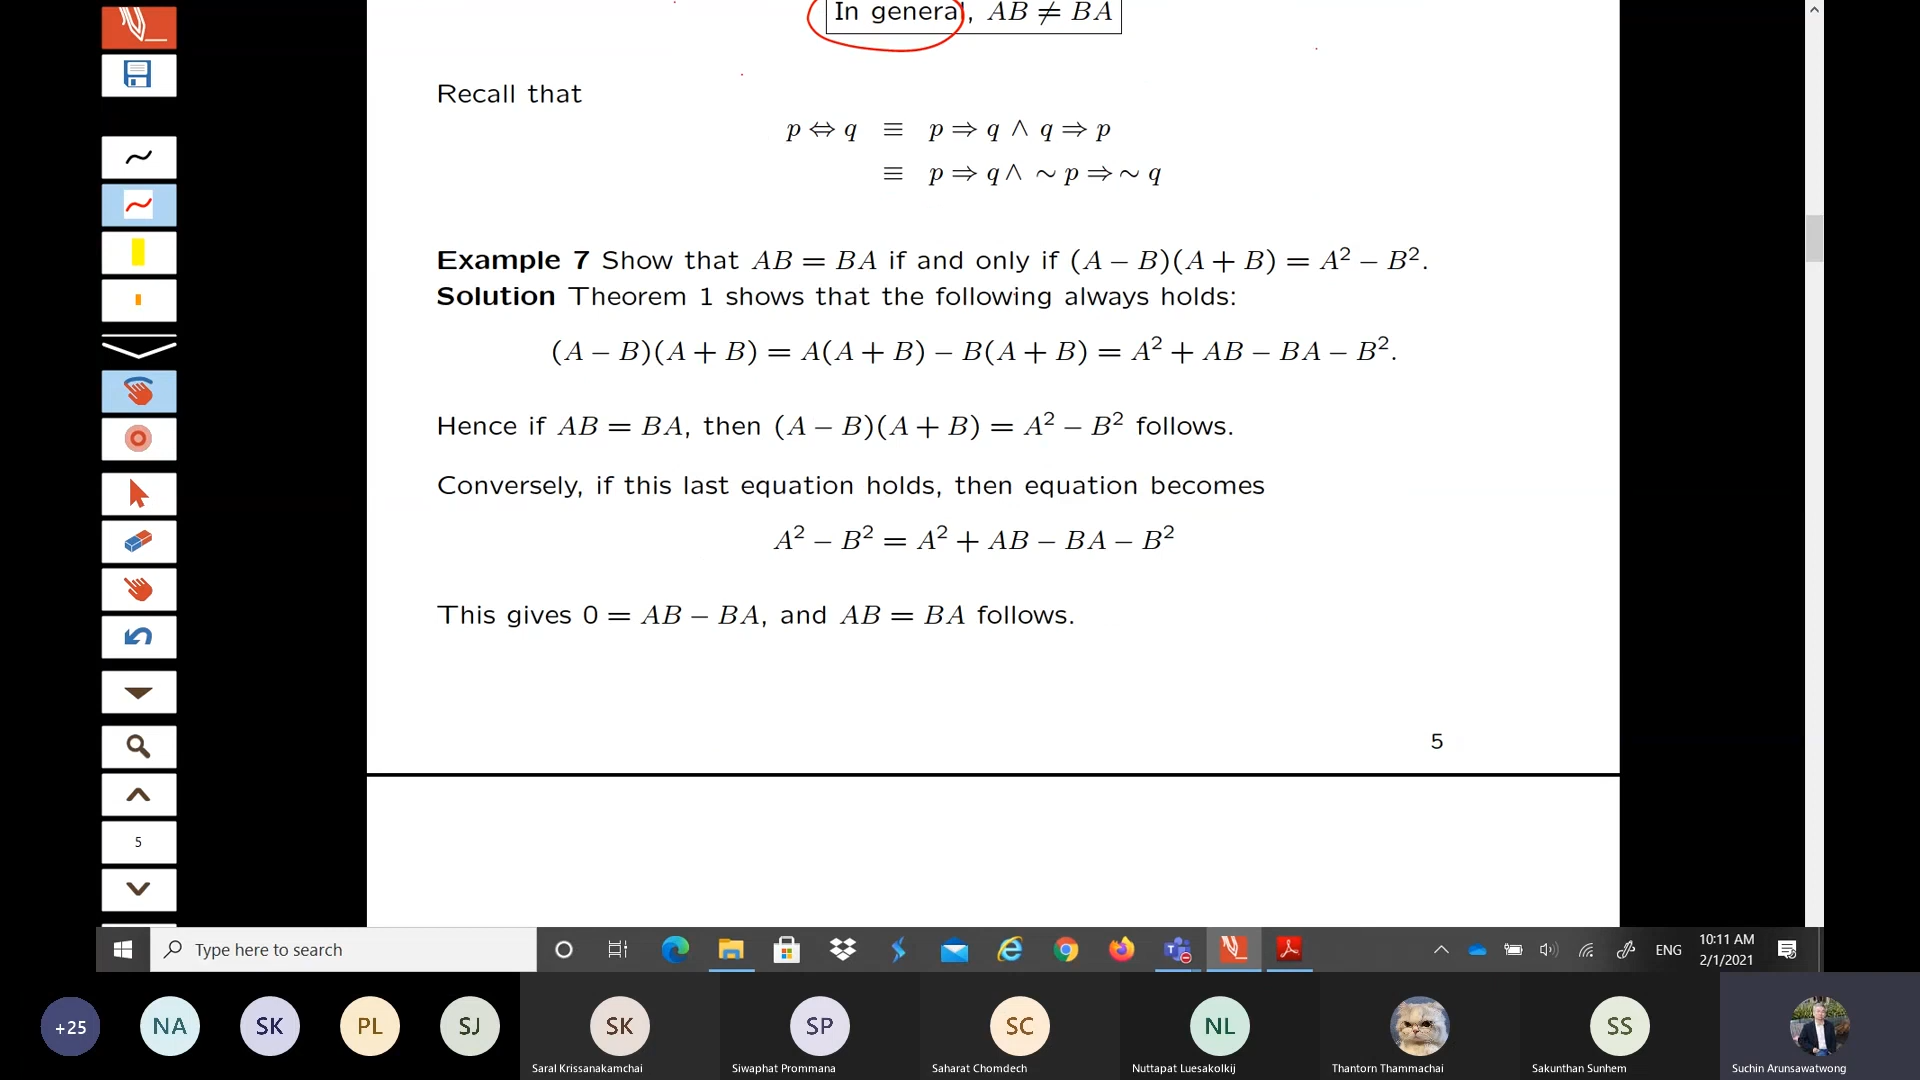 In general, AB ≠ BA
Recall that
p ⇔ q ≡ p ⇒ q ∧ q ⇒ p
≡ p ⇒ q ∧ ∼ p ⇒ ∼ q
Example 7 Show that AB = BA if and only if (A − B)(A + B) = A² − B².
Solution Theorem 1 shows that the following always holds:
(A − B)(A + B) = A(A + B) − B(A + B) = A² + AB − BA − B².
Hence if AB = BA, then (A − B)(A + B) = A² − B² follows.
Conversely, if this last equation holds, then equation becomes
A² − B² = A² + AB − BA − B²
This gives 0 = AB − BA, and AB = BA follows.
5
5
Type here to search
ENG
10:11 AM
2/1/2021
+25
NA
SK
PL
SJ
SK
SP
SC
NL
SS
Saral Krissanakamchai
Siwaphat Prommana
Saharat Chomdech
Nuttapat Luesakolkij
Thantorn Thammachai
Sakunthan Sunhem
Suchin Arunsawatwong